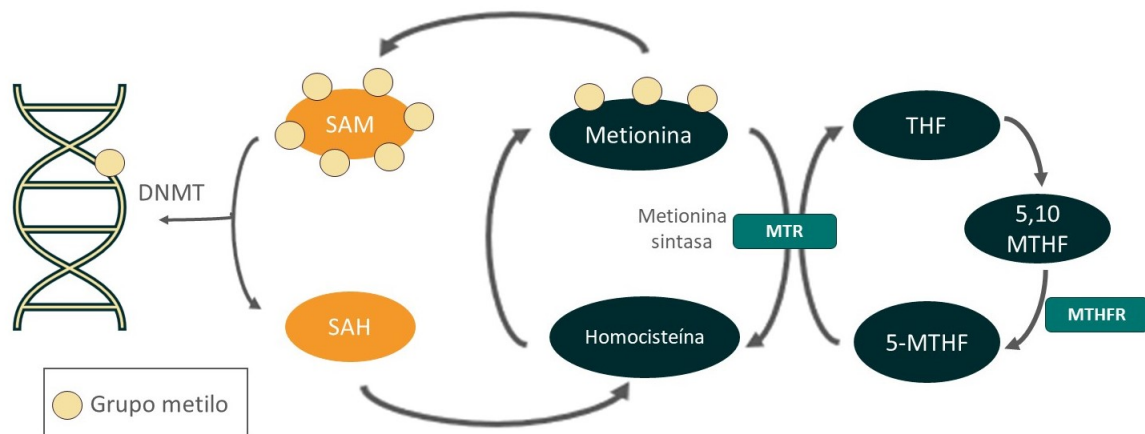 SAM
Metionina
THF
DNMT
Metionina
sintasa
MTR
5,10
MTHF
SAH
Homocisteína
5-MTHF
MTHFR
Grupo metilo